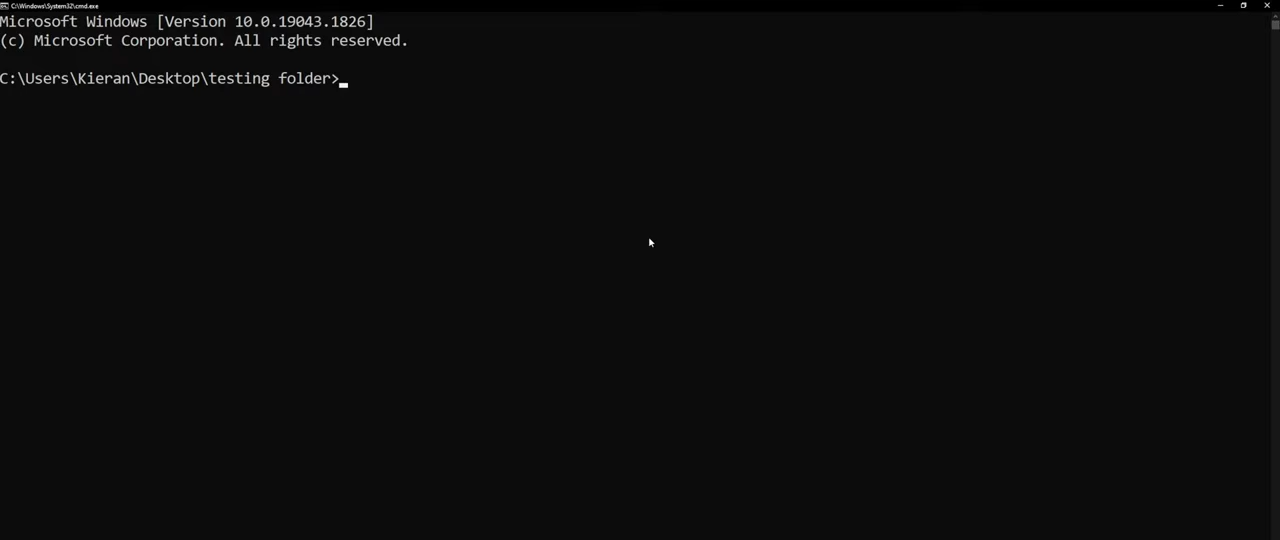 C:\Windows\System32\cmd.exe
Microsoft Windows [Version 10.0.19043.1826]
(c) Microsoft Corporation. All rights reserved.
C:\Users\Kieran\Desktop\testing folder>